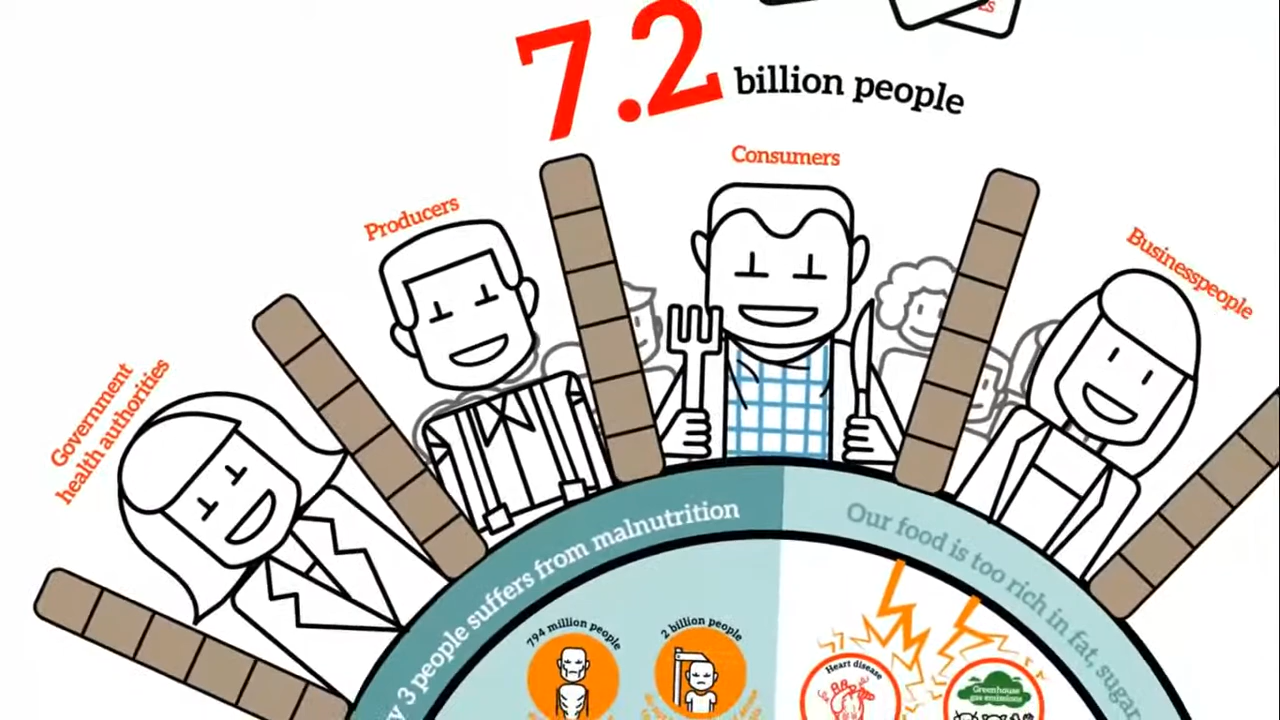 7.2 billion people
Consumers
Producers
Businesspeople
Government
health authorities
3 people suffers from malnutrition
Our food is too rich in fat, sugar
794 million people
2 billion people
Heart disease
Greenhouse
gas emissions